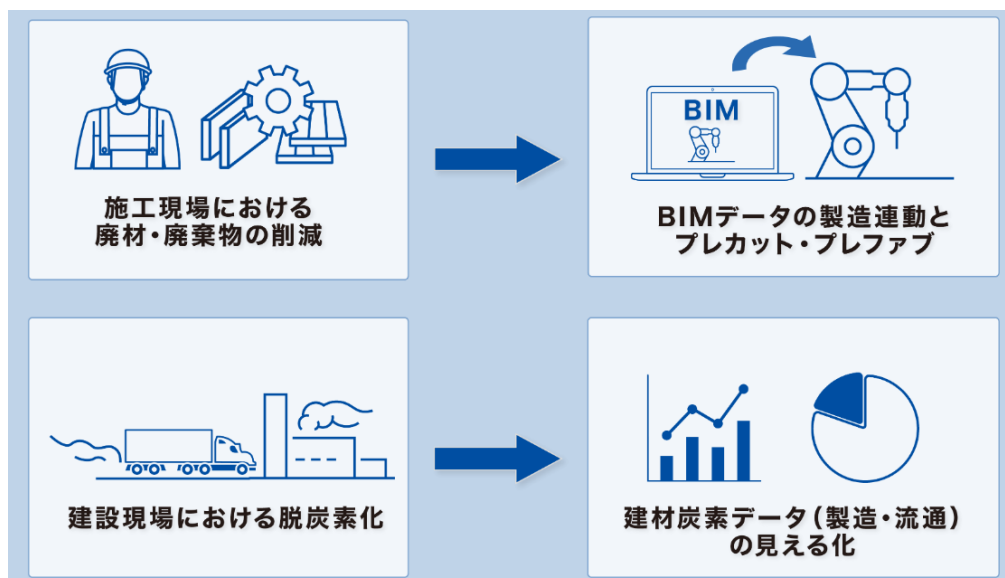 施工現場における
廃材・廃棄物の削減
BIM
BIMデータの製造連動と
プレカット・プレファブ
建設現場における脱炭素化
建材炭素データ（製造・流通）
の見える化